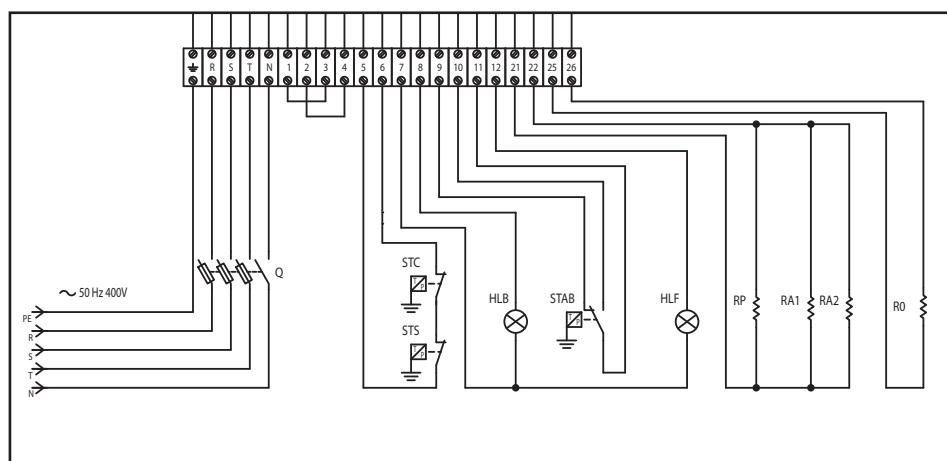 R S T N 1 2 3 4 5 6 7 8 9 10 11 12 21 22 25 26
Q
STC
T
P
50 Hz 400V
HLB
STAB
T
P
HLF
RP
RA1
RA2
R0
PE
R
STS
T
P
S
T
N